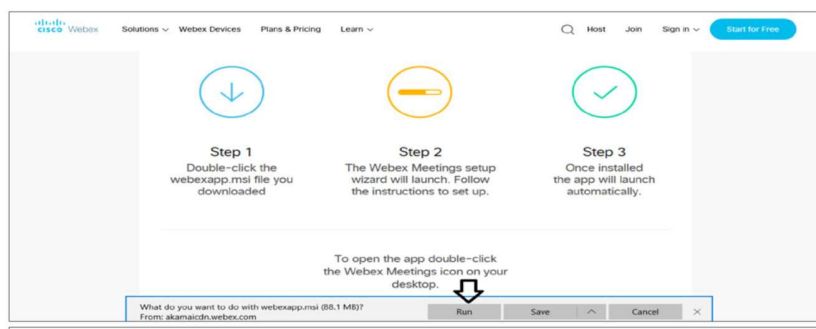 cisco Webex Solutions Webex Devices Plans & Pricing Learn Host Join Sign in Start for Free
Step 1
Double-click the
webexapp.msi file you
downloaded
Step 2
The Webex Meetings setup
wizard will launch. Follow
the instructions to set up.
Step 3
Once installed
the app will launch
automatically.
To open the app double-click
the Webex Meetings icon on your
desktop.
What do you want to do with webexapp.msi (88.1 MB)?
From: akamaicdn.webex.com
Run Save Cancel